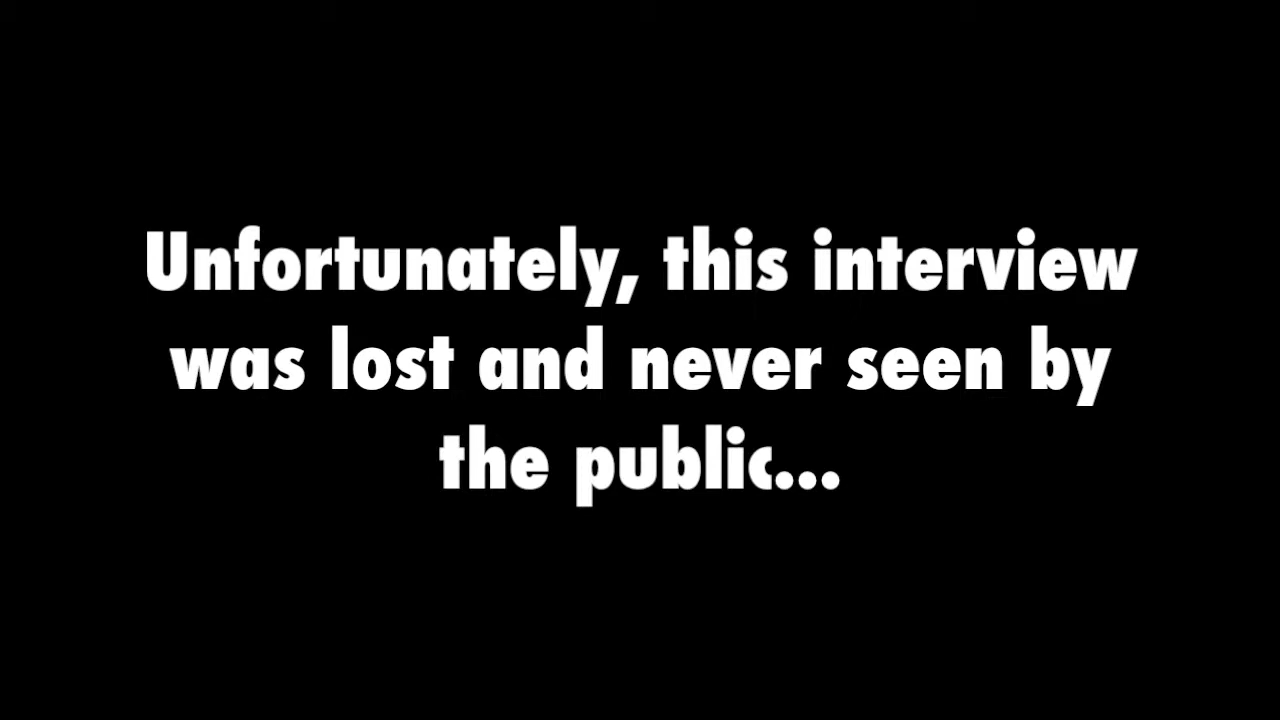 Unfortunately, this interview
was lost and never seen by
the public...